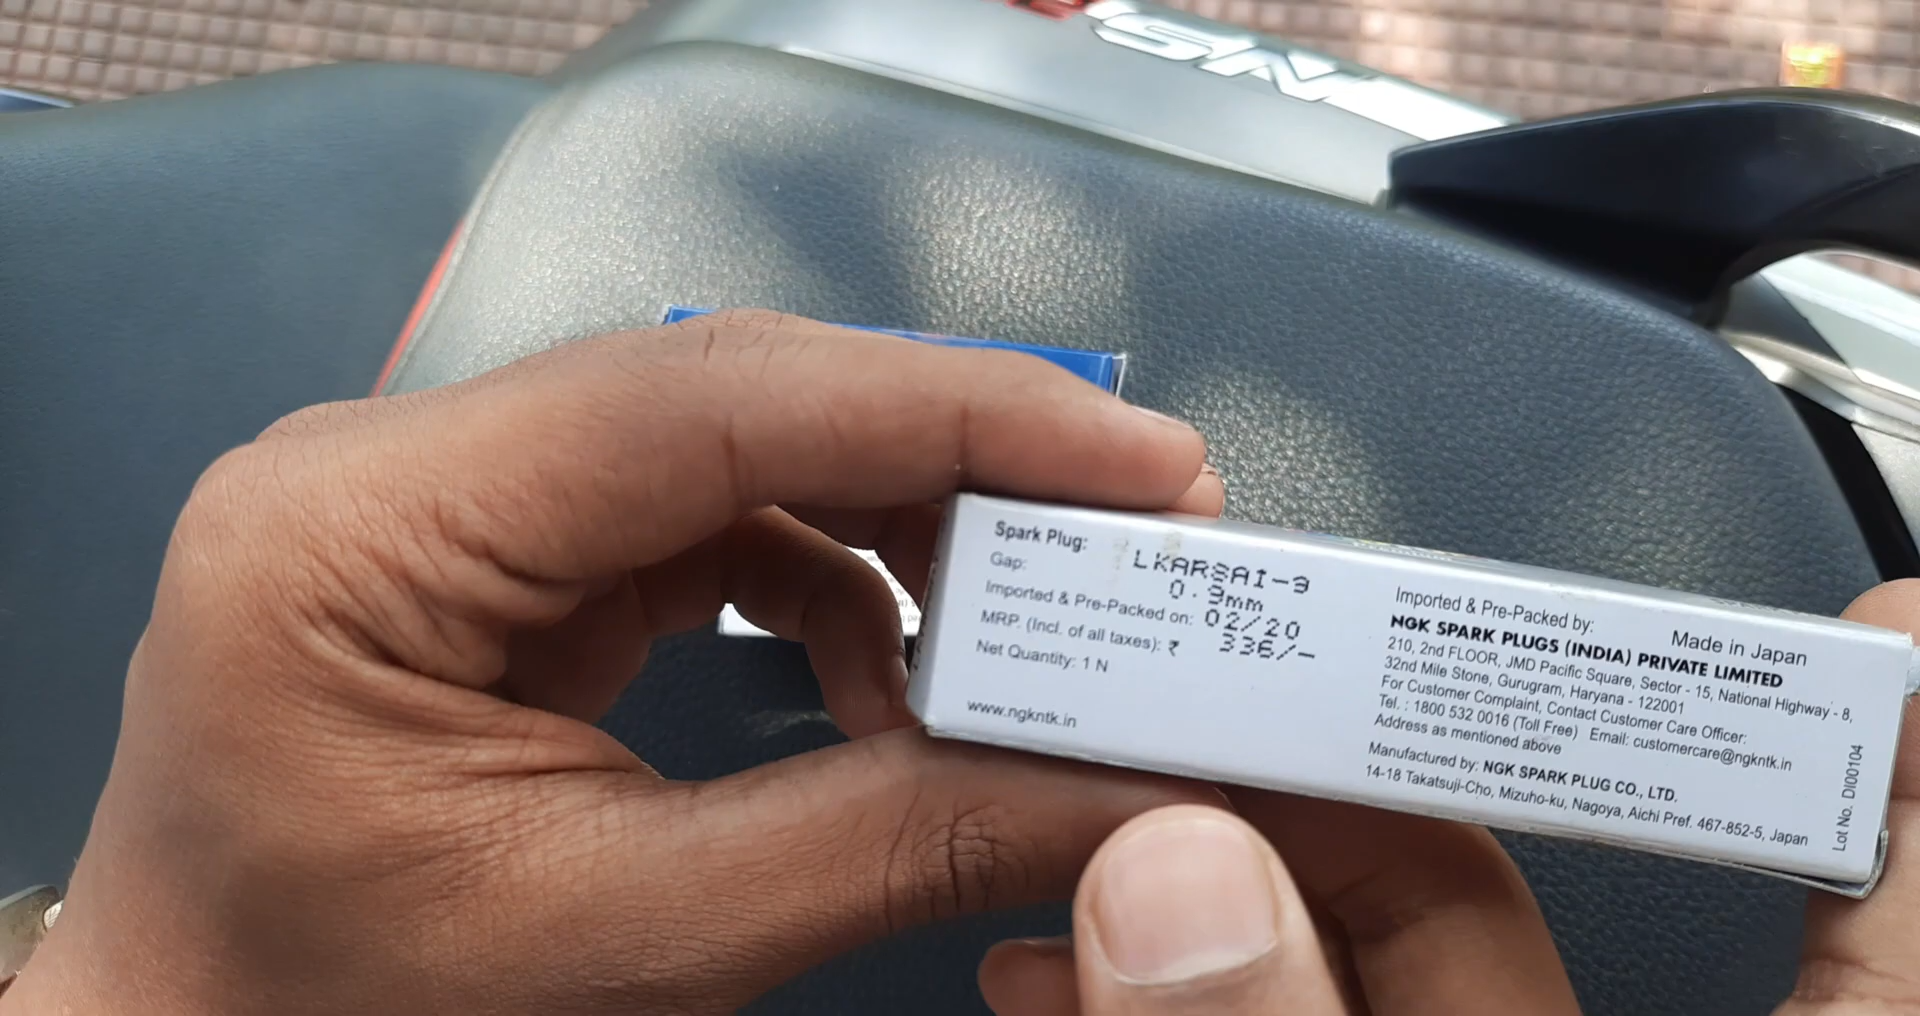 NS
Spark Plug: LKAR8AI-9
Gap: 0.9mm
Imported & Pre-Packed on: 02/20
MRP. (Incl. of all taxes): ₹ 336/-
Net Quantity: 1 N
www.ngkntk.in
Imported & Pre-Packed by:
Made in Japan
NGK SPARK PLUGS (INDIA) PRIVATE LIMITED
210, 2nd FLOOR, JMD Pacific Square, Sector - 15, National Highway - 8,
32nd Mile Stone, Gurugram, Haryana - 122001
For Customer Complaint, Contact Customer Care Officer:
Tel. : 1800 532 0016 (Toll Free) Email: customercare@ngkntk.in
Address as mentioned above
Manufactured by: NGK SPARK PLUG CO., LTD.
14-18 Takatsuji-Cho, Mizuho-ku, Nagoya, Aichi Pref. 467-852-5, Japan
Lot No. DI00104